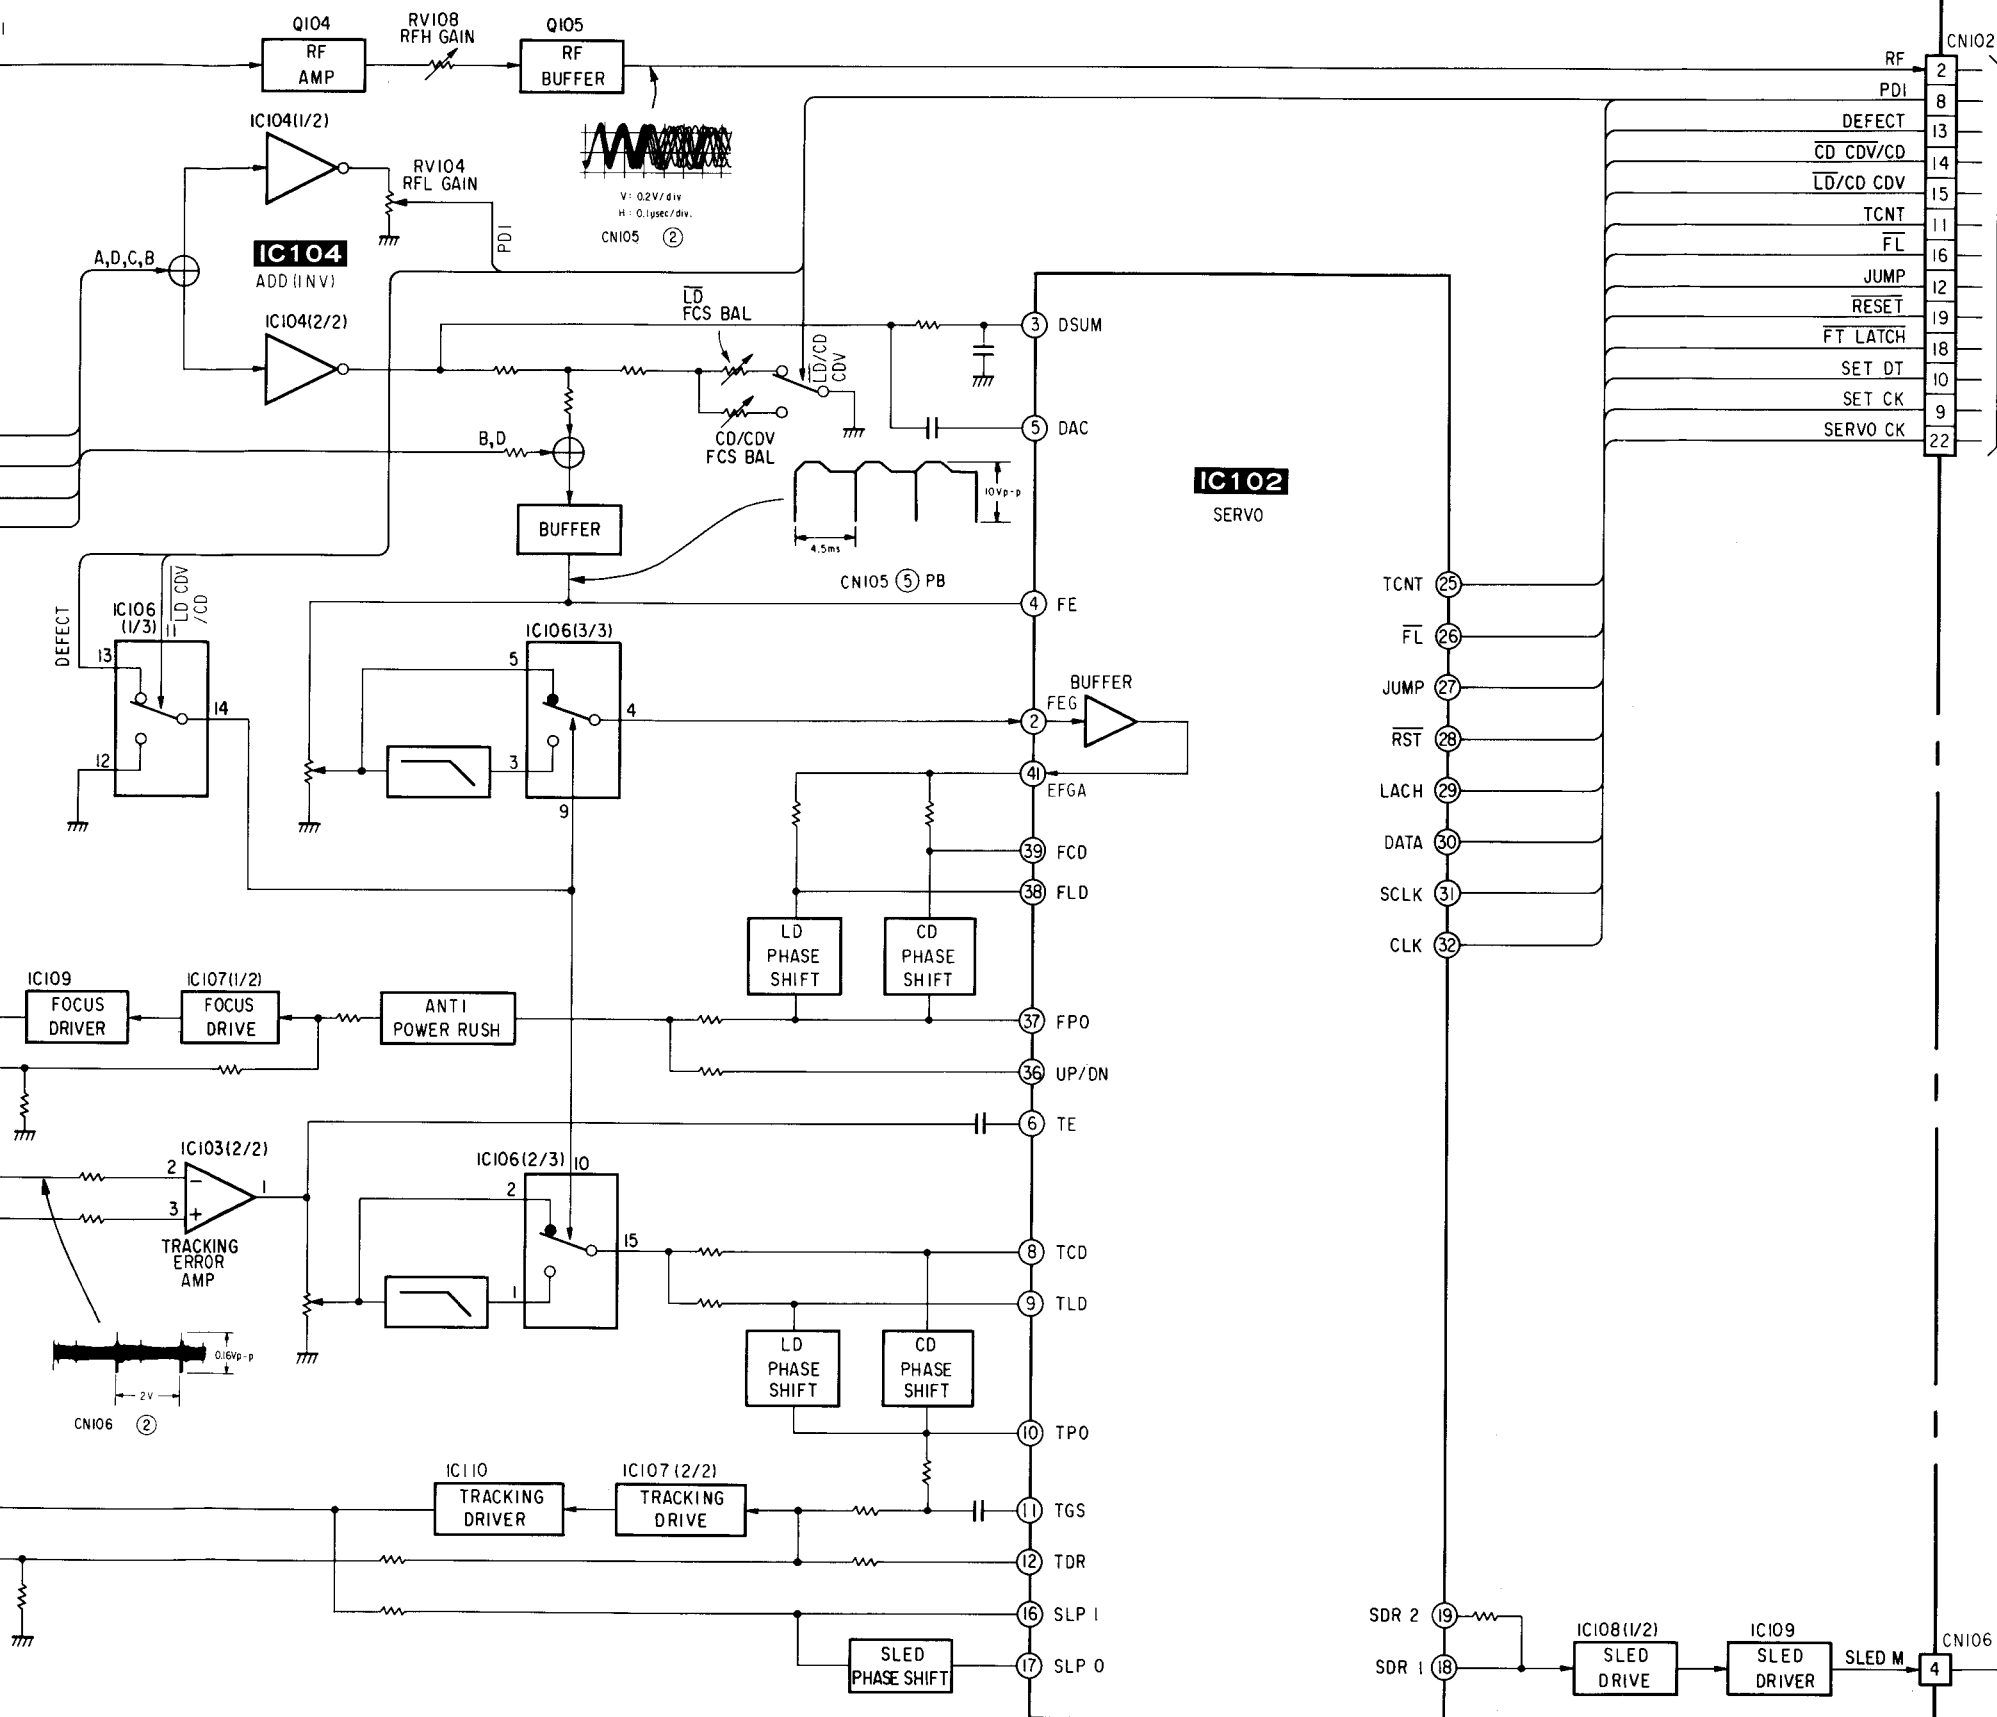 Q104
RF
AMP
RV108
RFH GAIN
Q105
RF
BUFFER
CN102
RF
2
PDI
8
DEFECT
13
CD CDV/CD
14
LD/CD CDV
15
TCNT
11
FL
16
JUMP
12
RESET
19
FT LATCH
18
SET DT
10
SET CK
9
SERVO CK
22
V: 0.2V/div
H: 0.1μsec/div.
CN105 ②
IC104(1/2)
RV104
RFL GAIN
PDI
A,D,C,B
IC104
ADD(INV)
IC104(2/2)
LD
FCS BAL
LD/CD
CDV
CD/CDV
FCS BAL
3 DSUM
5 DAC
B,D
BUFFER
10Vp-p
4.5ms
CN105 ⑤ PB
IC102
SERVO
4 FE
DEFECT
IC106
(1/3)
11
LD CDV
/CD
13
14
12
IC106(3/3)
5
4
3
9
FEG
2
BUFFER
41
EFGA
39 FCD
38 FLD
LD
PHASE
SHIFT
CD
PHASE
SHIFT
TCNT 25
FL 26
JUMP 27
RST 28
LACH 29
DATA 30
SCLK 31
CLK 32
IC109
FOCUS
DRIVER
IC107(1/2)
FOCUS
DRIVE
ANTI
POWER RUSH
37 FPO
36 UP/DN
6 TE
IC103(2/2)
2
−
3
+
1
TRACKING
ERROR
AMP
0.16Vp-p
2V
CN106 ②
IC106(2/3)
10
2
15
1
8 TCD
9 TLD
LD
PHASE
SHIFT
CD
PHASE
SHIFT
10 TPO
IC110
TRACKING
DRIVER
IC107(2/2)
TRACKING
DRIVE
11 TGS
12 TDR
16 SLP I
SLED
PHASE SHIFT
17 SLP O
SDR 2 19
SDR 1 18
IC108(1/2)
SLED
DRIVE
IC109
SLED
DRIVER
SLED M
CN106
4